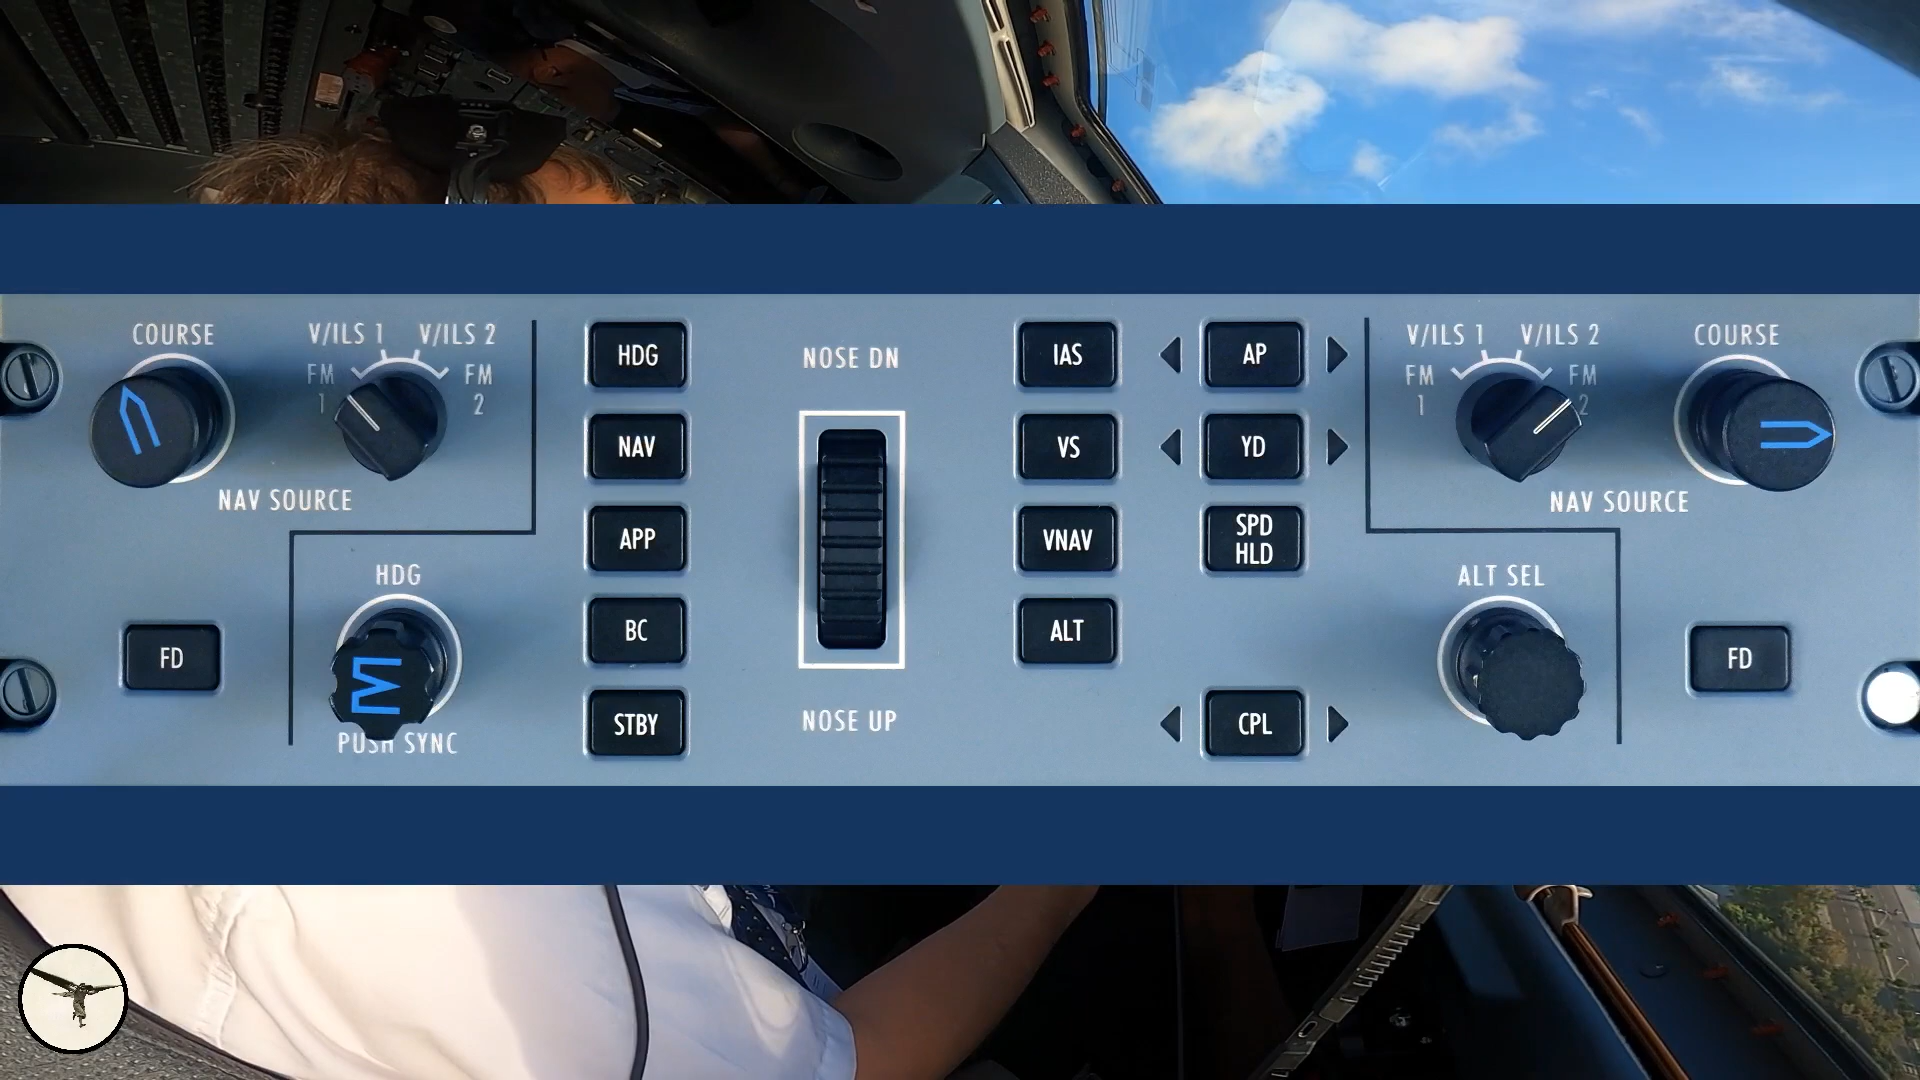 COURSE
V/ILS 1 V/ILS 2
FM 1
FM 2
NAV SOURCE
HDG
PUSH SYNC
FD
HDG
NAV
APP
BC
STBY
NOSE DN
NOSE UP
IAS
VS
VNAV
ALT
AP
YD
SPD
HLD
CPL
V/ILS 1 V/ILS 2
FM 1
FM 2
NAV SOURCE
COURSE
ALT SEL
FD